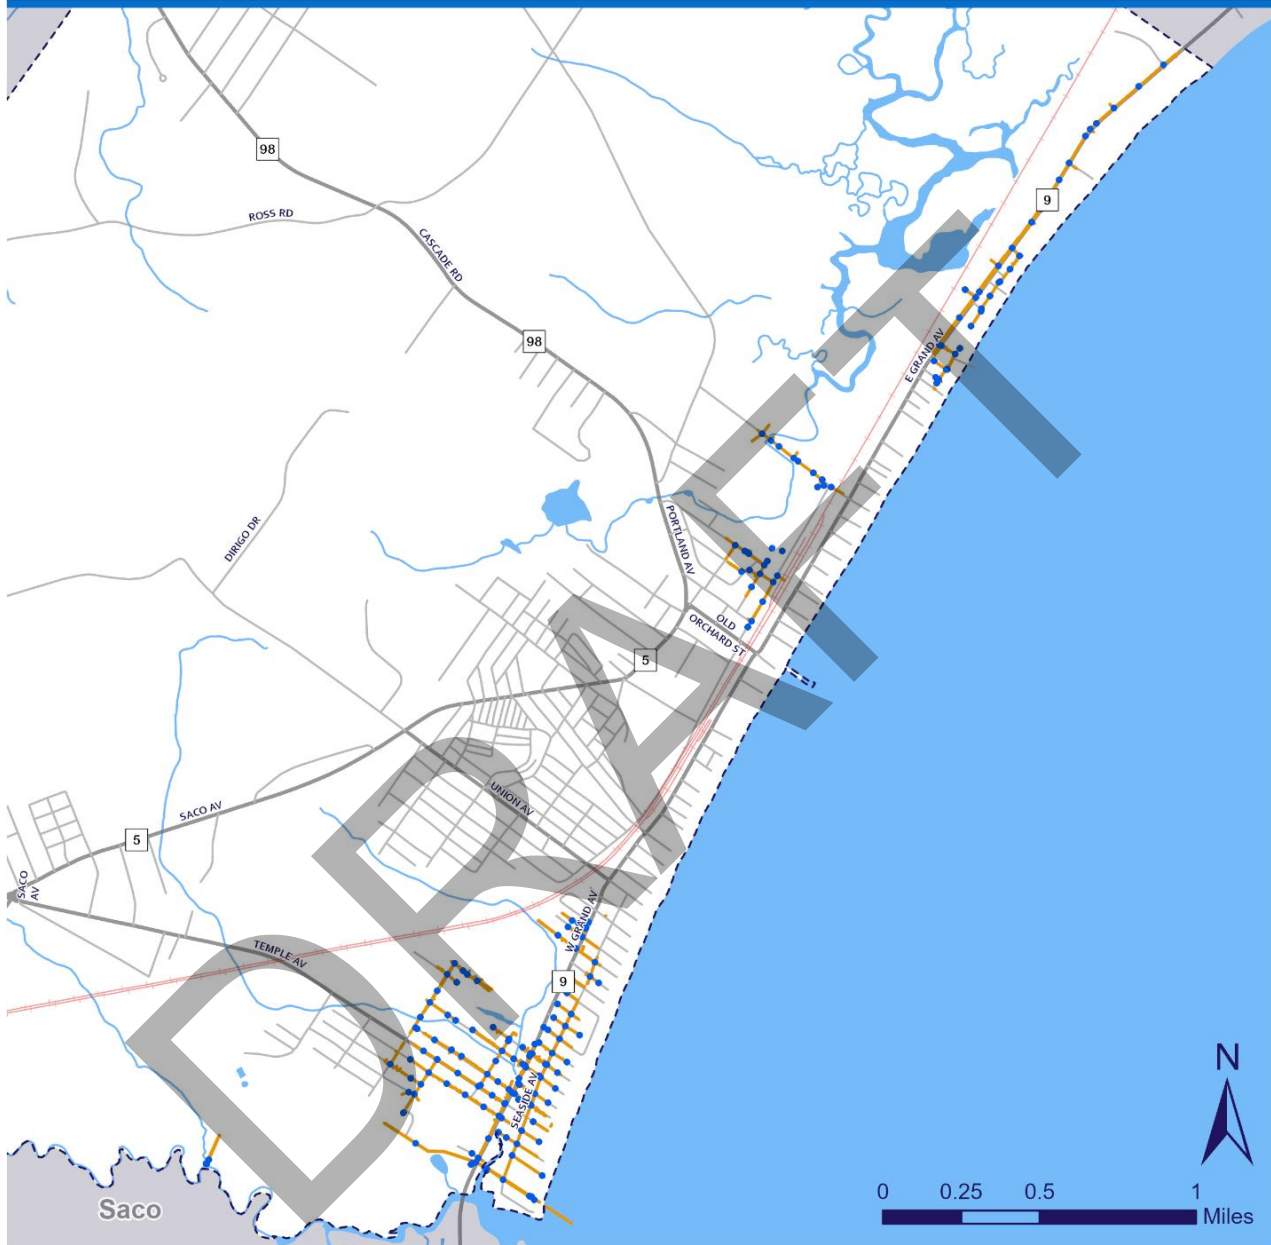 98
ROSS RD
CASCADE RD
9
98
E GRAND AV
DIRIGO DR
PORTLAND AV
OLD
ORCHARD ST
5
UNION AV
SACO AV
5
SACO
AV
W GRAND AV
TEMPLE AV
9
SEASIDE AV
DRAFT
Saco
N
0 0.25 0.5 1
Miles